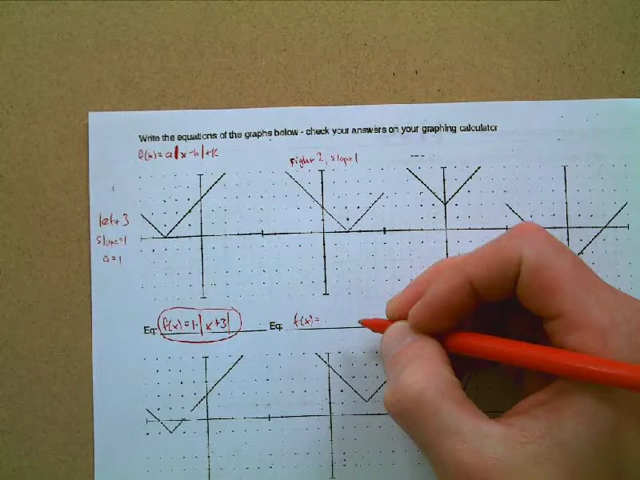 Write the equations of the graphs below - check your answers on your graphing calculator
f(x)=a|x-h|+k
right 2, slope 1
left 3
slope=1
a=1
Eq: f(x)=1·|x+3|
Eq: f(x)=